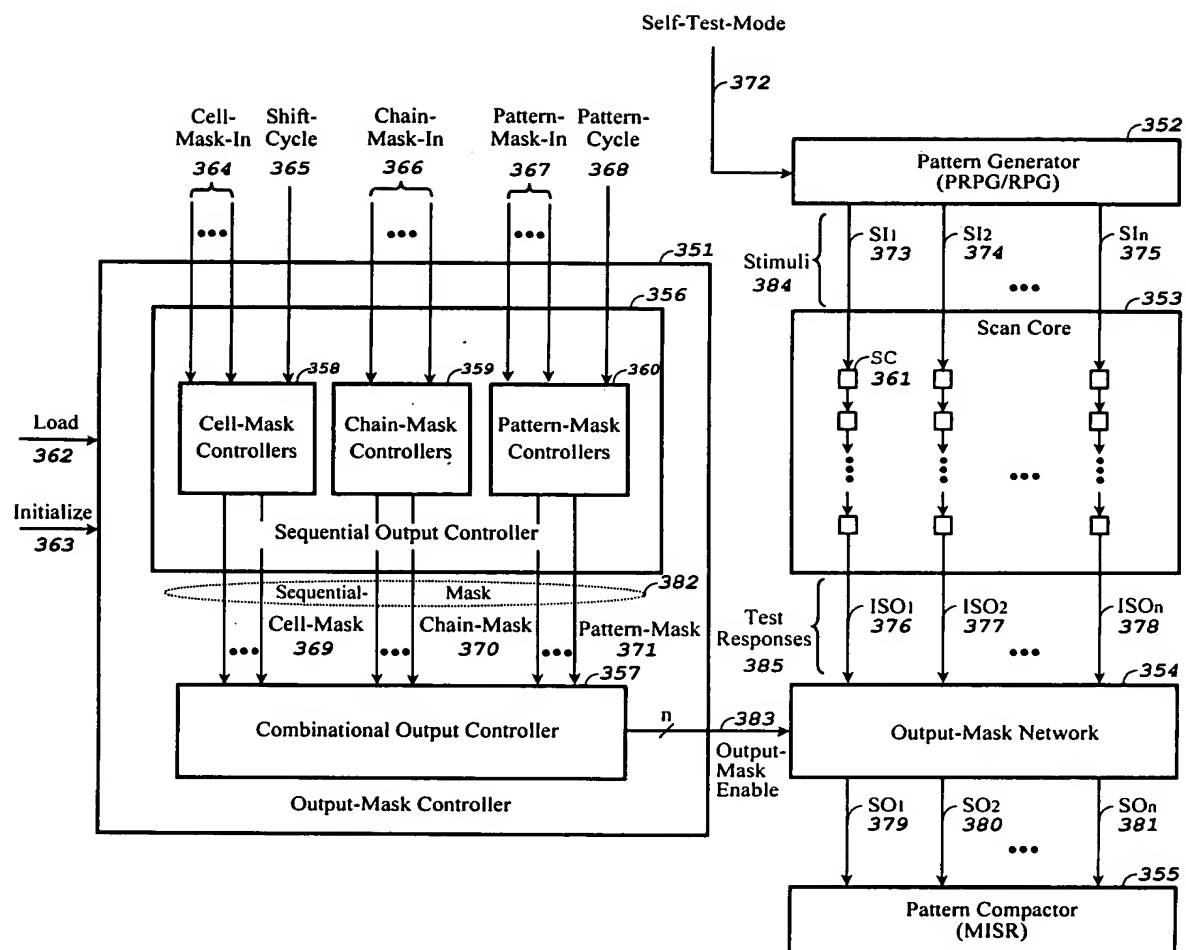 Self-Test-Mode
372
Cell-
Mask-In
364
Shift-
Cycle
365
Chain-
Mask-In
366
Pattern-
Mask-In
367
Pattern-
Cycle
368
352
Pattern Generator
(PRPG/RPG)
351
SI1
373
SI2
374
SIn
375
Stimuli
384
356
353
Scan Core
SC
361
358
Cell-Mask
Controllers
359
Chain-Mask
Controllers
360
Pattern-Mask
Controllers
Load
362
Initialize
363
Sequential Output Controller
382
Sequential-
Mask
Cell-Mask
369
Chain-Mask
370
Pattern-Mask
371
Test
Responses
385
ISO1
376
ISO2
377
ISOn
378
357
Combinational Output Controller
n
383
Output-
Mask
Enable
354
Output-Mask Network
Output-Mask Controller
SO1
379
SO2
380
SOn
381
355
Pattern Compactor
(MISR)